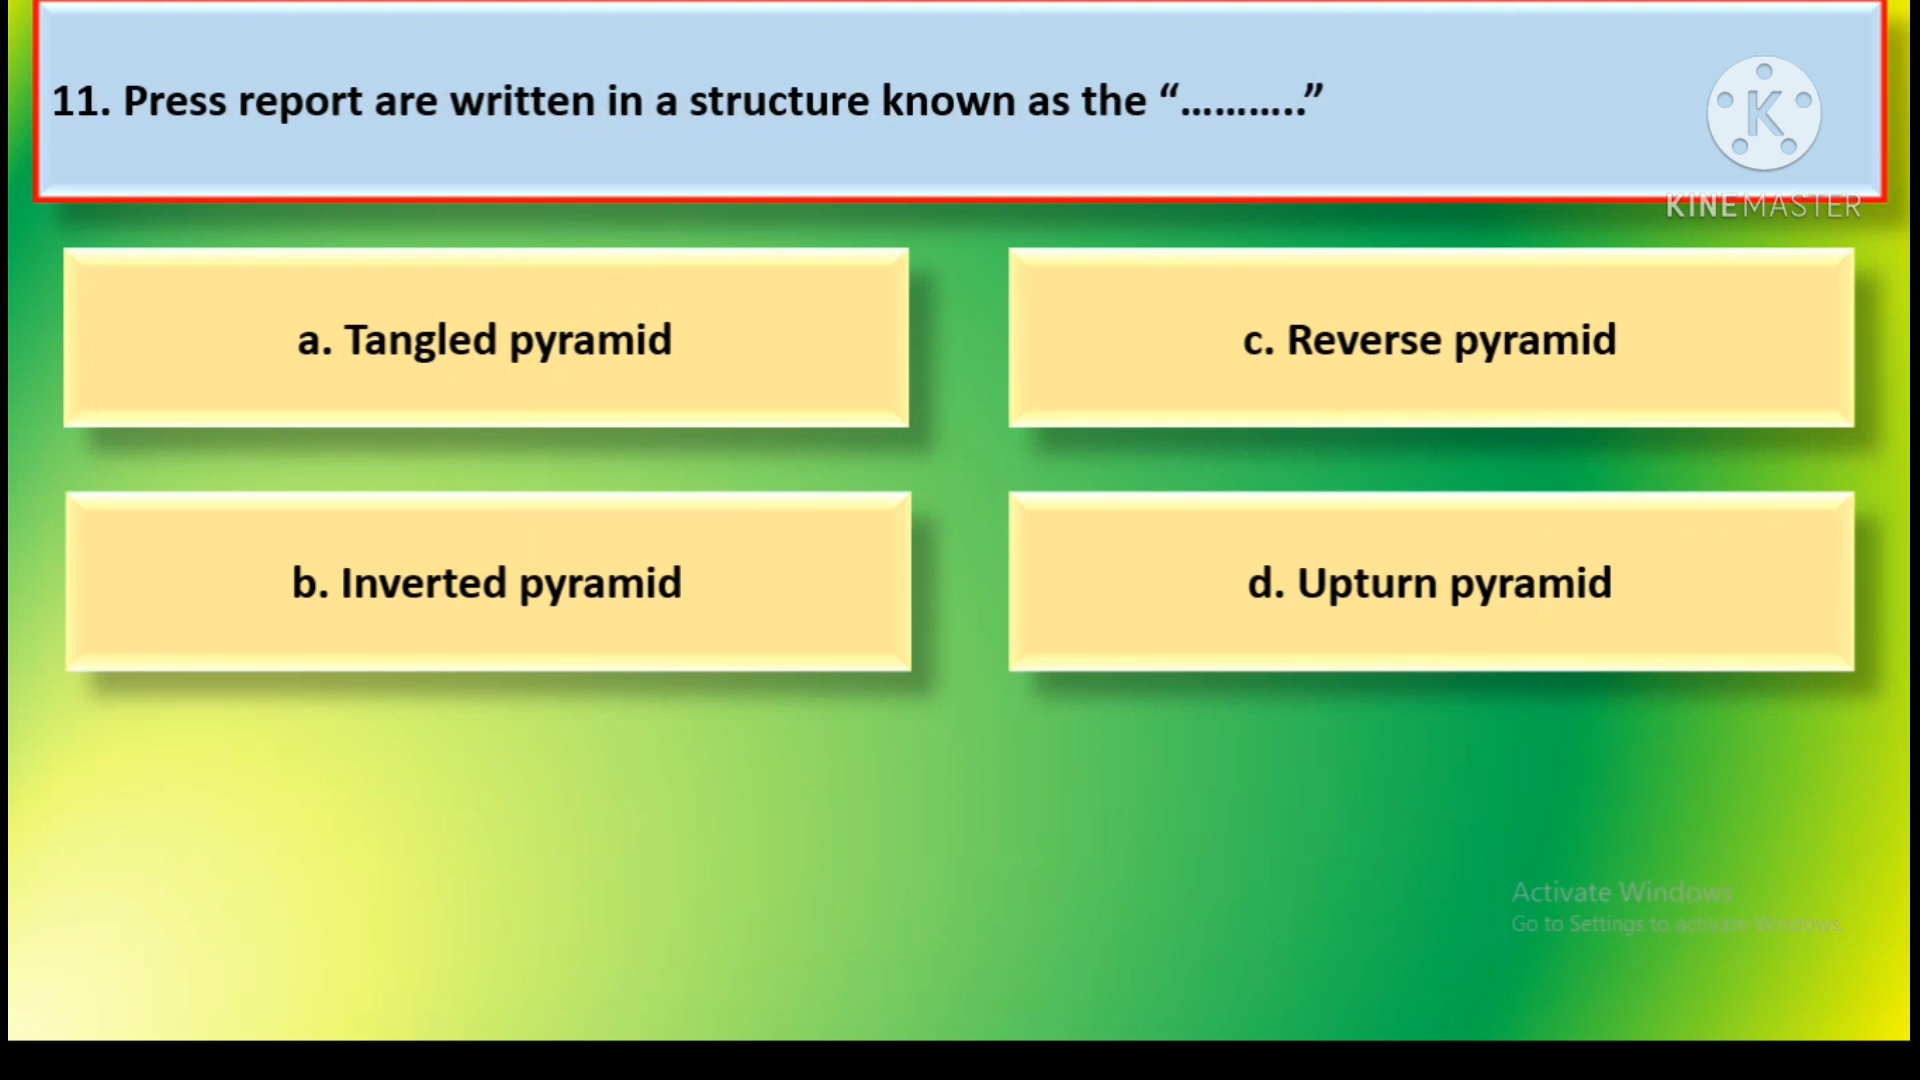 11. Press report are written in a structure known as the “………..”
K
KINEMASTER
a. Tangled pyramid
c. Reverse pyramid
b. Inverted pyramid
d. Upturn pyramid
Activate Windows
Go to Settings to activate Windows.